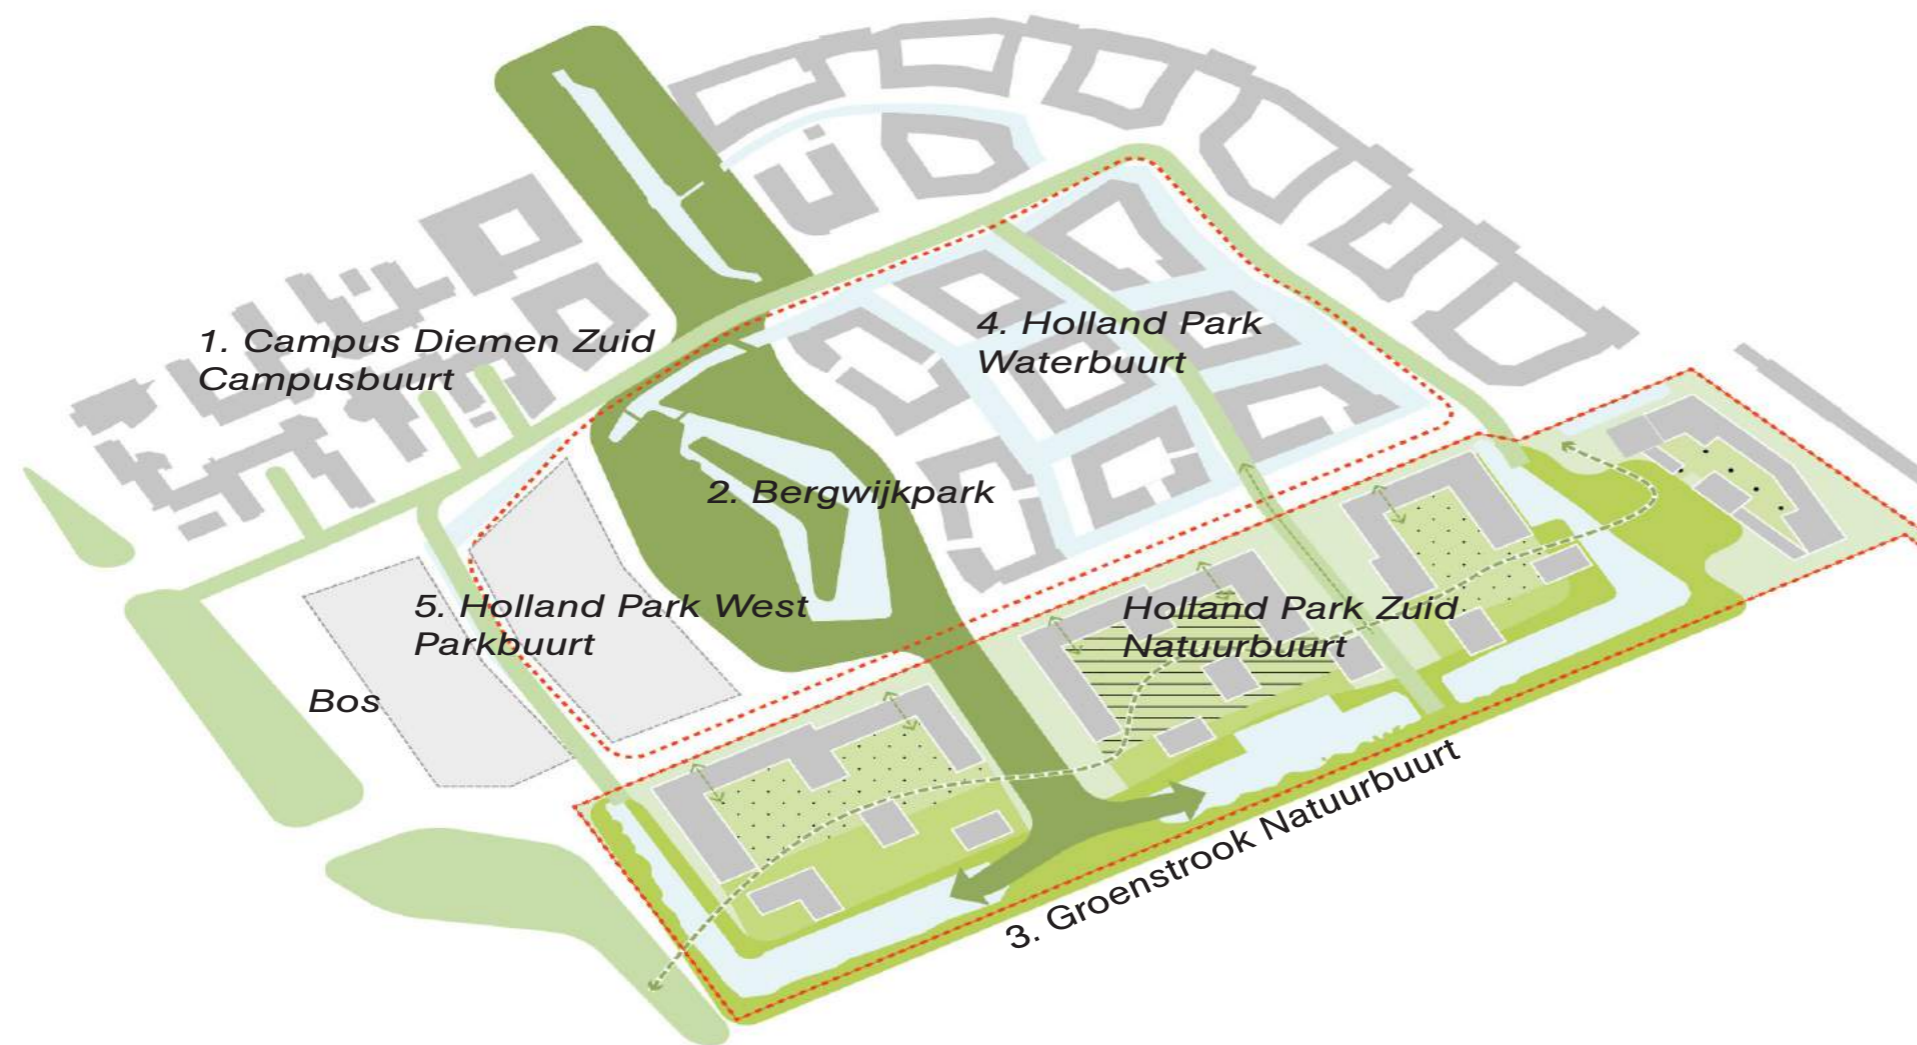 1. Campus Diemen Zuid
Campusbuurt
4. Holland Park
Waterbuurt
2. Bergwijkpark
5. Holland Park West
Parkbuurt
Holland Park Zuid
Natuurbuurt
Bos
3. Groenstrook Natuurbuurt